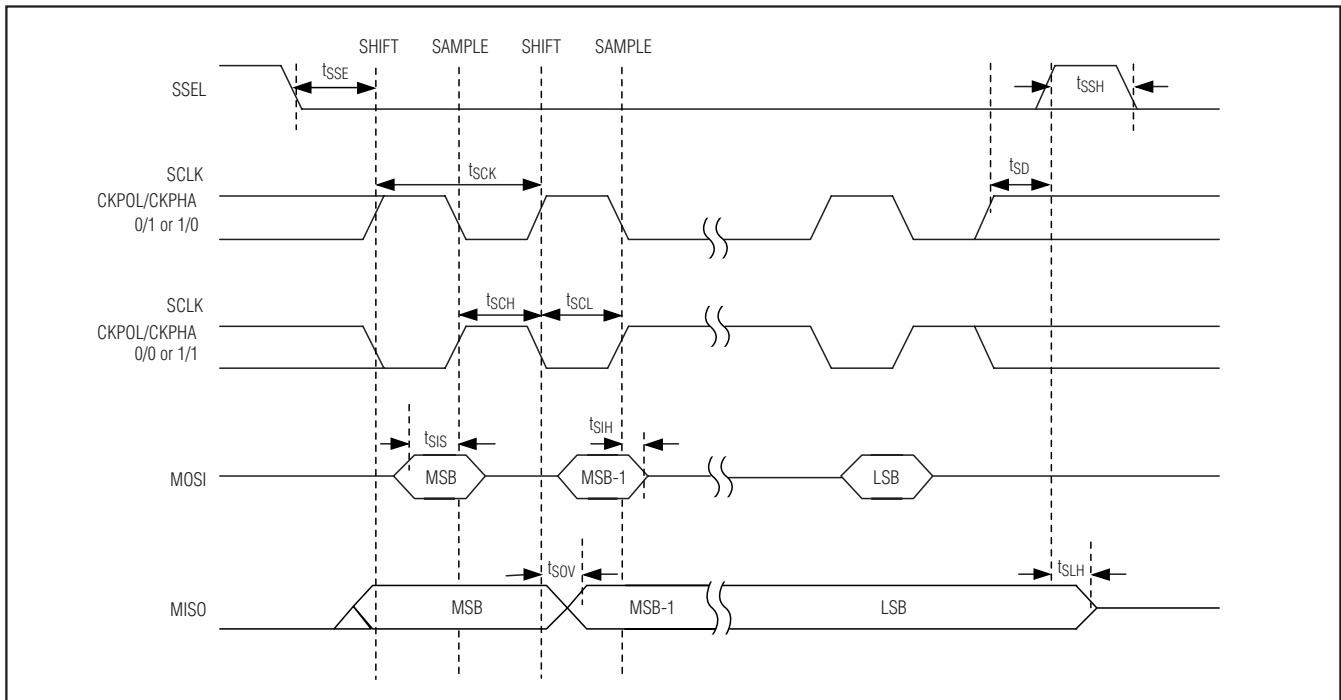 SHIFT SAMPLE SHIFT SAMPLE
tSSE
SSEL
tSSH
SCLK
CKPOL/CKPHA
0/1 or 1/0
tSCK
tSD
SCLK
CKPOL/CKPHA
0/0 or 1/1
tSCH tSCL
tSIS
tSIH
MOSI
MSB MSB-1 LSB
tSOV
tSLH
MISO
MSB MSB-1 LSB